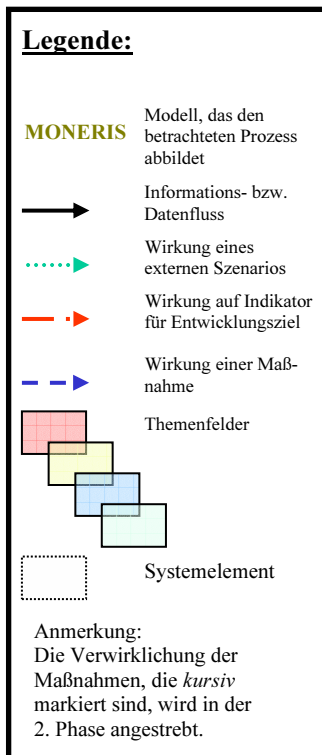 Legende:
MONERIS
Modell, das den
betrachteten Prozess
abbildet
Informations- bzw.
Datenfluss
Wirkung eines
externen Szenarios
Wirkung auf Indikator
für Entwicklungsziel
Wirkung einer Maß-
nahme
Themenfelder
Systemelement
Anmerkung:
Die Verwirklichung der
Maßnahmen, die kursiv
markiert sind, wird in der
2. Phase angestrebt.